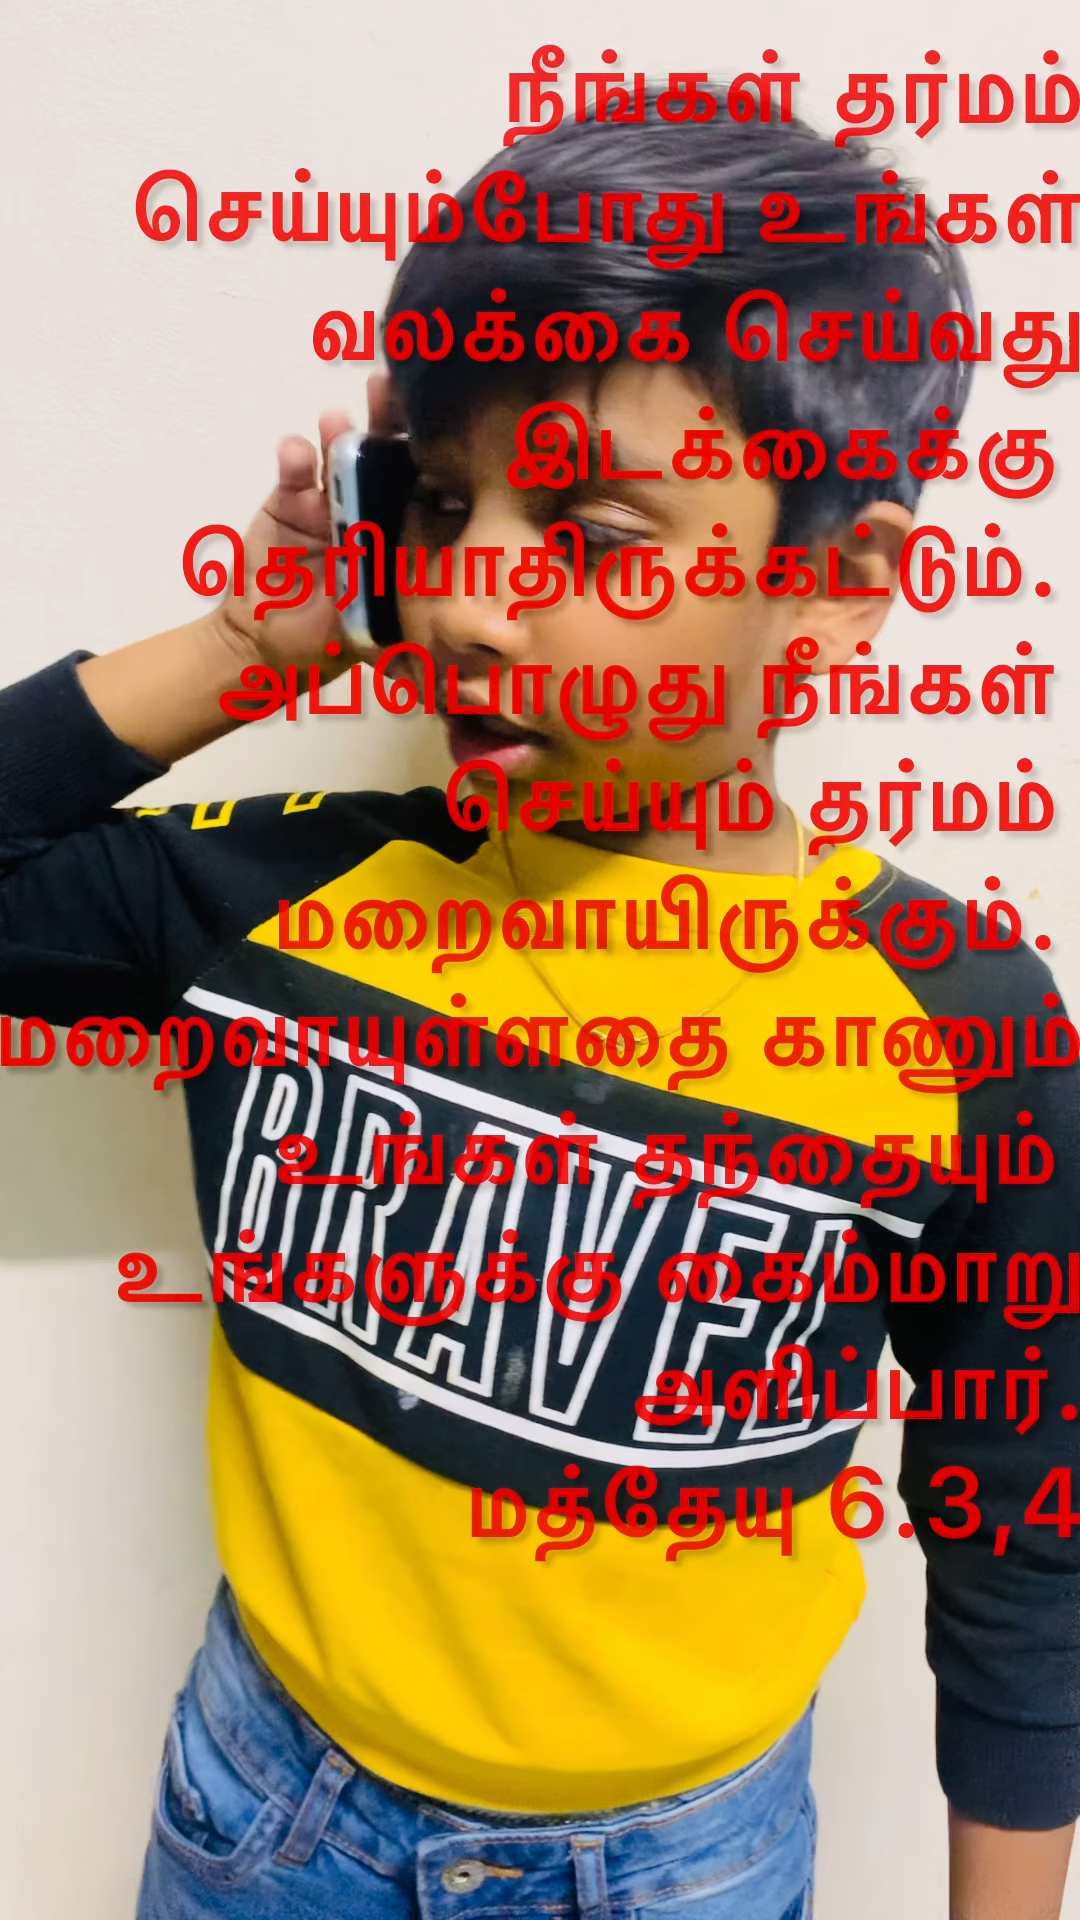 நீங்கள் தர்மம்
செய்யும்போது உங்கள்
வலக்கை செய்வது
இடக்கைக்கு
தெரியாதிருக்கட்டும்.
அப்பொழுது நீங்கள்
செய்யும் தர்மம்
மறைவாயிருக்கும்.
மறைவாயுள்ளதை காணும்
உங்கள் தந்தையும்
உங்களுக்கு கைம்மாறு
அளிப்பார்.
மத்தேயு 6.3,4
BRAVEL